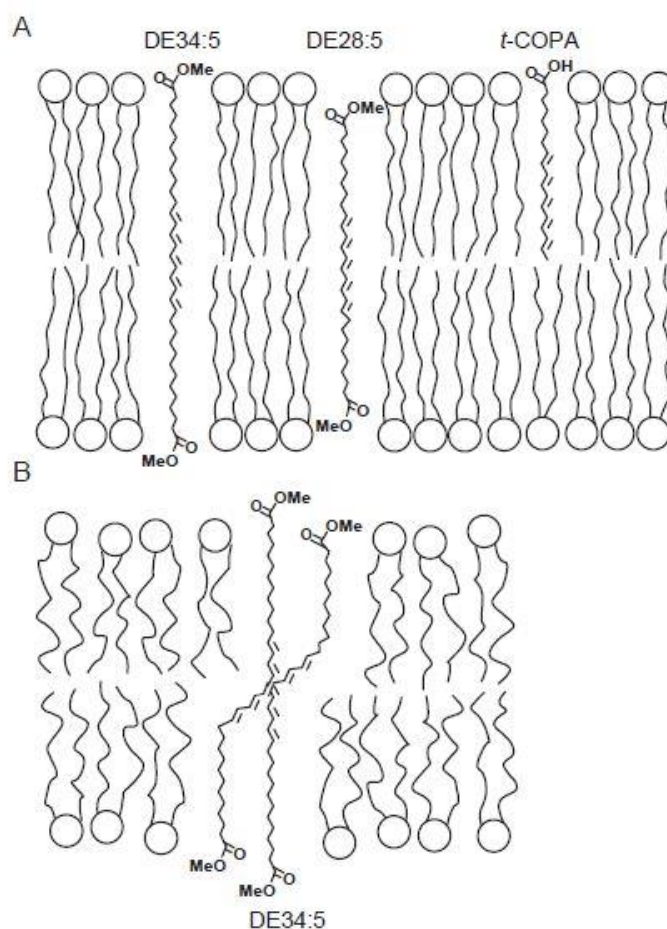 A
DE34:5 DE28:5 t-COPA
O OMe
OH
O
O OMe
O
MeO
O
MeO
B
O OMe
O OMe
MeO O
MeO O
DE34:5